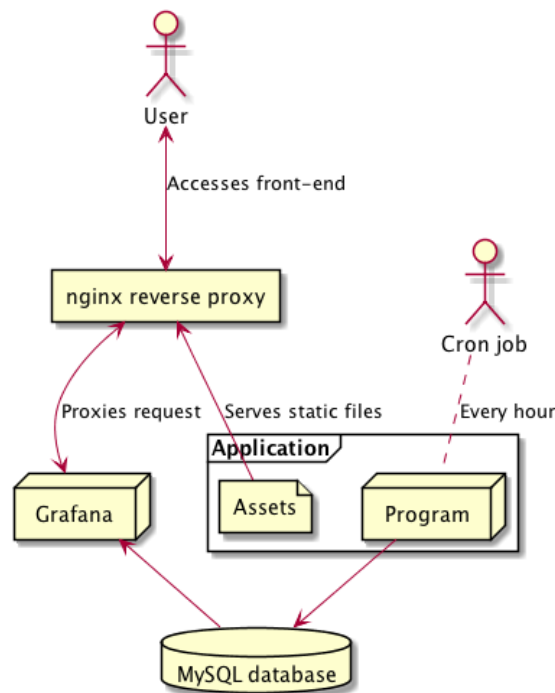 User
Accesses front-end
nginx reverse proxy
Cron job
Proxies request
Serves static files
Every hour
Application
Grafana
Assets
Program
MySQL database